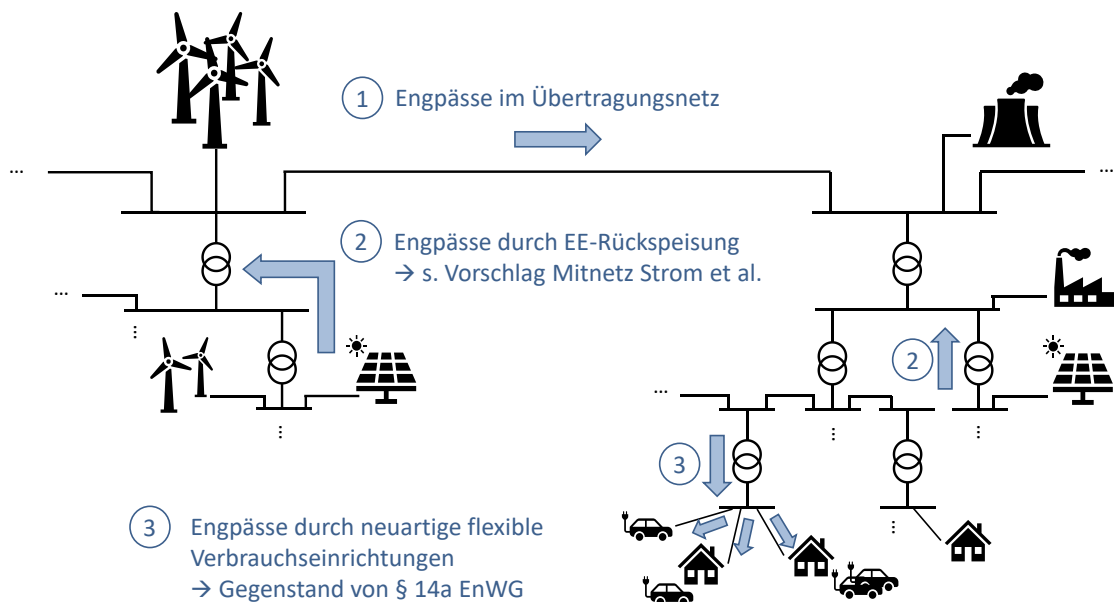 1 Engpässe im Übertragungsnetz
...
...
2 Engpässe durch EE-Rückspeisung
→ s. Vorschlag Mitnetz Strom et al.
...
...
2
...
...
...
...
3
...
3 Engpässe durch neuartige flexible
Verbrauchseinrichtungen
→ Gegenstand von § 14a EnWG